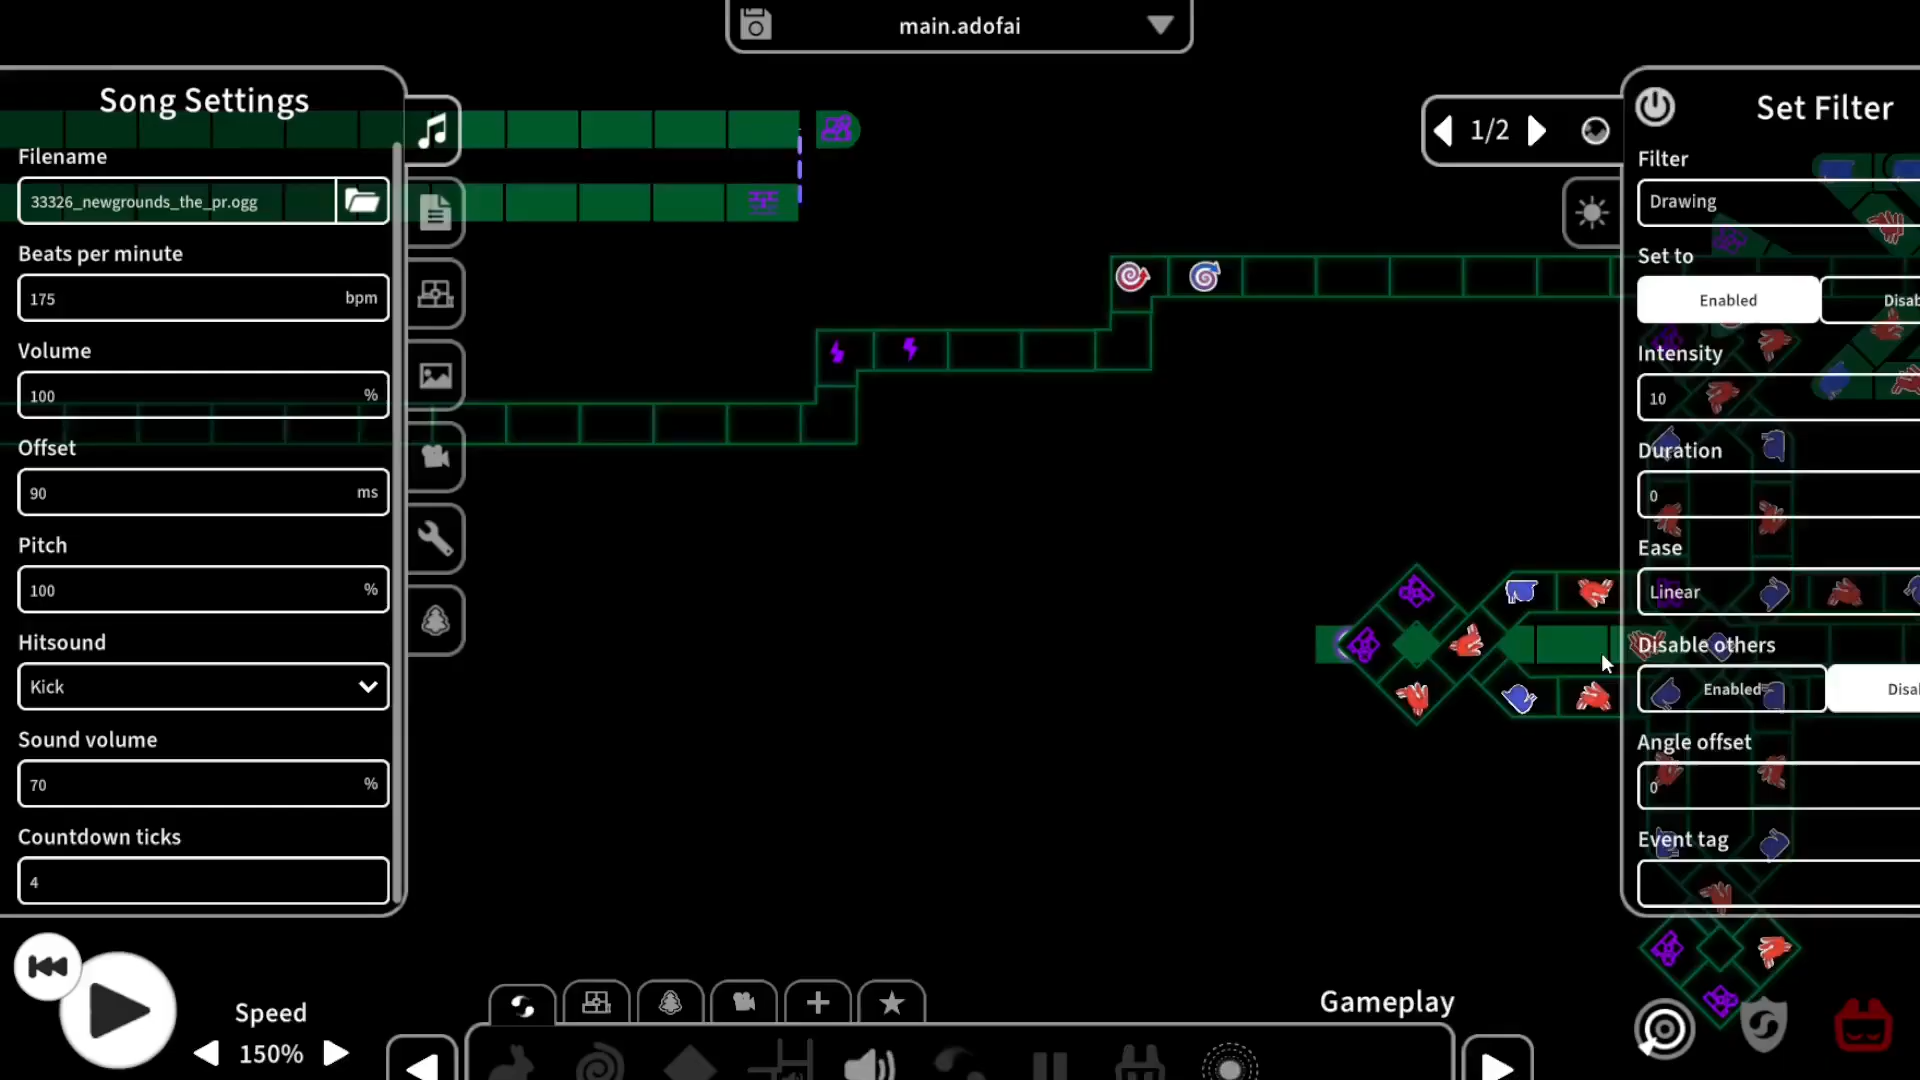 main.adofai
Song Settings
Filename
33326_newgrounds_the_pr.ogg
Beats per minute
175 bpm
Volume
100 %
Offset
90 ms
Pitch
100 %
Hitsound
Kick
Sound volume
70 %
Countdown ticks
4
Speed
150%
Gameplay
1/2
Set Filter
Filter
Drawing
Set to
Enabled Disab
Intensity
10
Duration
0
Ease
Linear
Disable others
Enabled Disal
Angle offset
0
Event tag